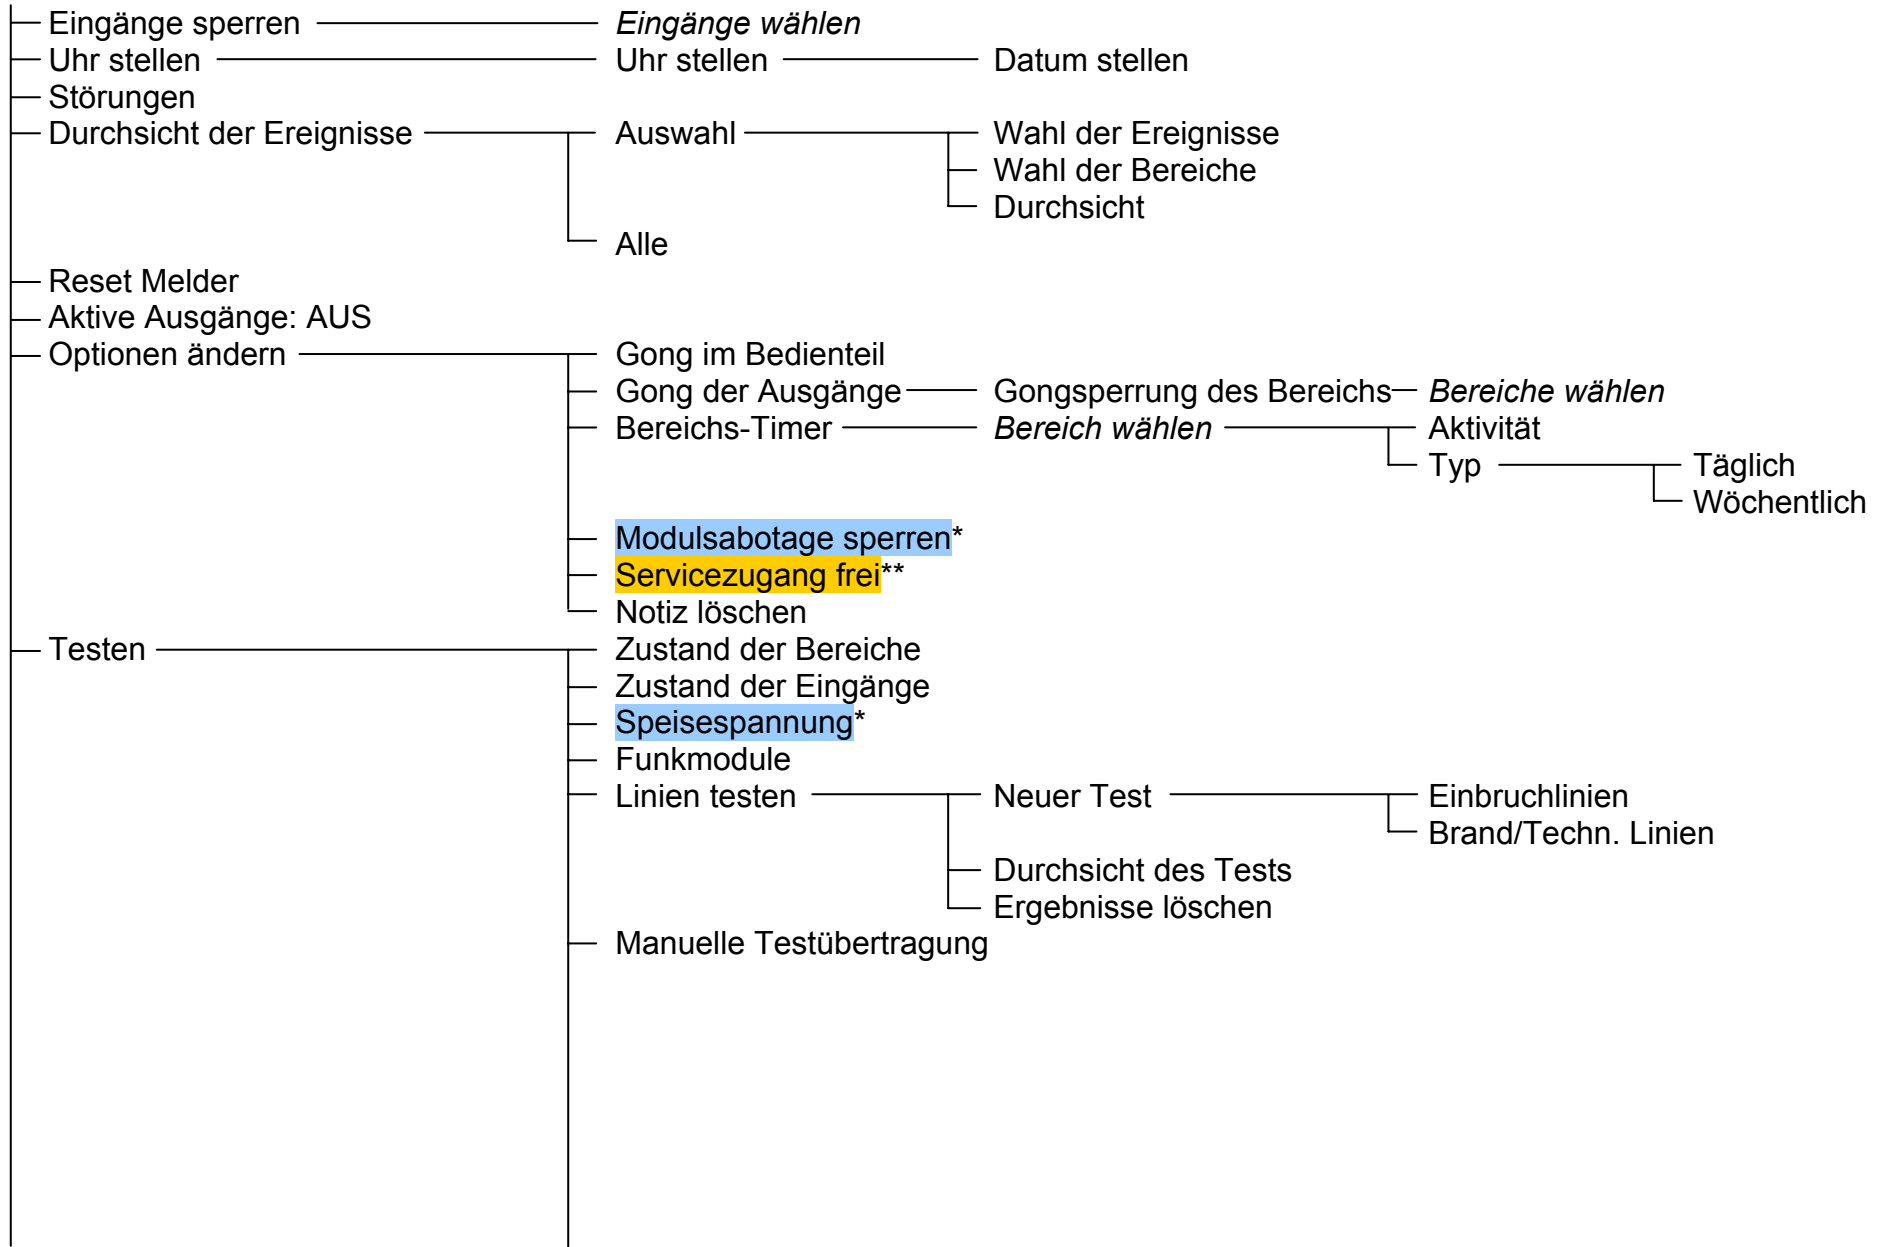 Eingänge sperren Eingänge wählen
Uhr stellen Uhr stellen Datum stellen
Störungen
Durchsicht der Ereignisse Auswahl Wahl der Ereignisse
Wahl der Bereiche
Durchsicht
Alle
Reset Melder
Aktive Ausgänge: AUS
Optionen ändern Gong im Bedienteil
Gong der Ausgänge Gongsperrung des Bereichs Bereiche wählen
Bereichs-Timer Bereich wählen Aktivität
Typ Täglich
Wöchentlich
Modulsabotage sperren*
Servicezugang frei**
Notiz löschen
Testen Zustand der Bereiche
Zustand der Eingänge
Speisespannung*
Funkmodule
Linien testen Neuer Test Einbruchlinien
Brand/Techn. Linien
Durchsicht des Tests
Ergebnisse löschen
Manuelle Testübertragung